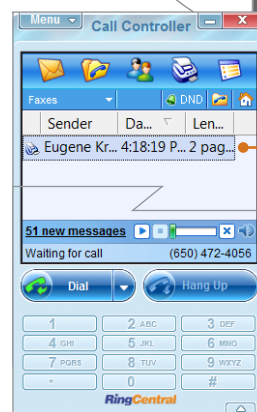 Menu Call Controller
Faxes DND
Sender Da... Len...
Eugene Kr... 4:18:19 P... 2 pag...
51 new messages
Waiting for call (650) 472-4056
Dial Hang Up
1 2 ABC 3 DEF
4 GHI 5 JKL 6 MNO
7 PQRS 8 TUV 9 WXYZ
* 0 #
RingCentral